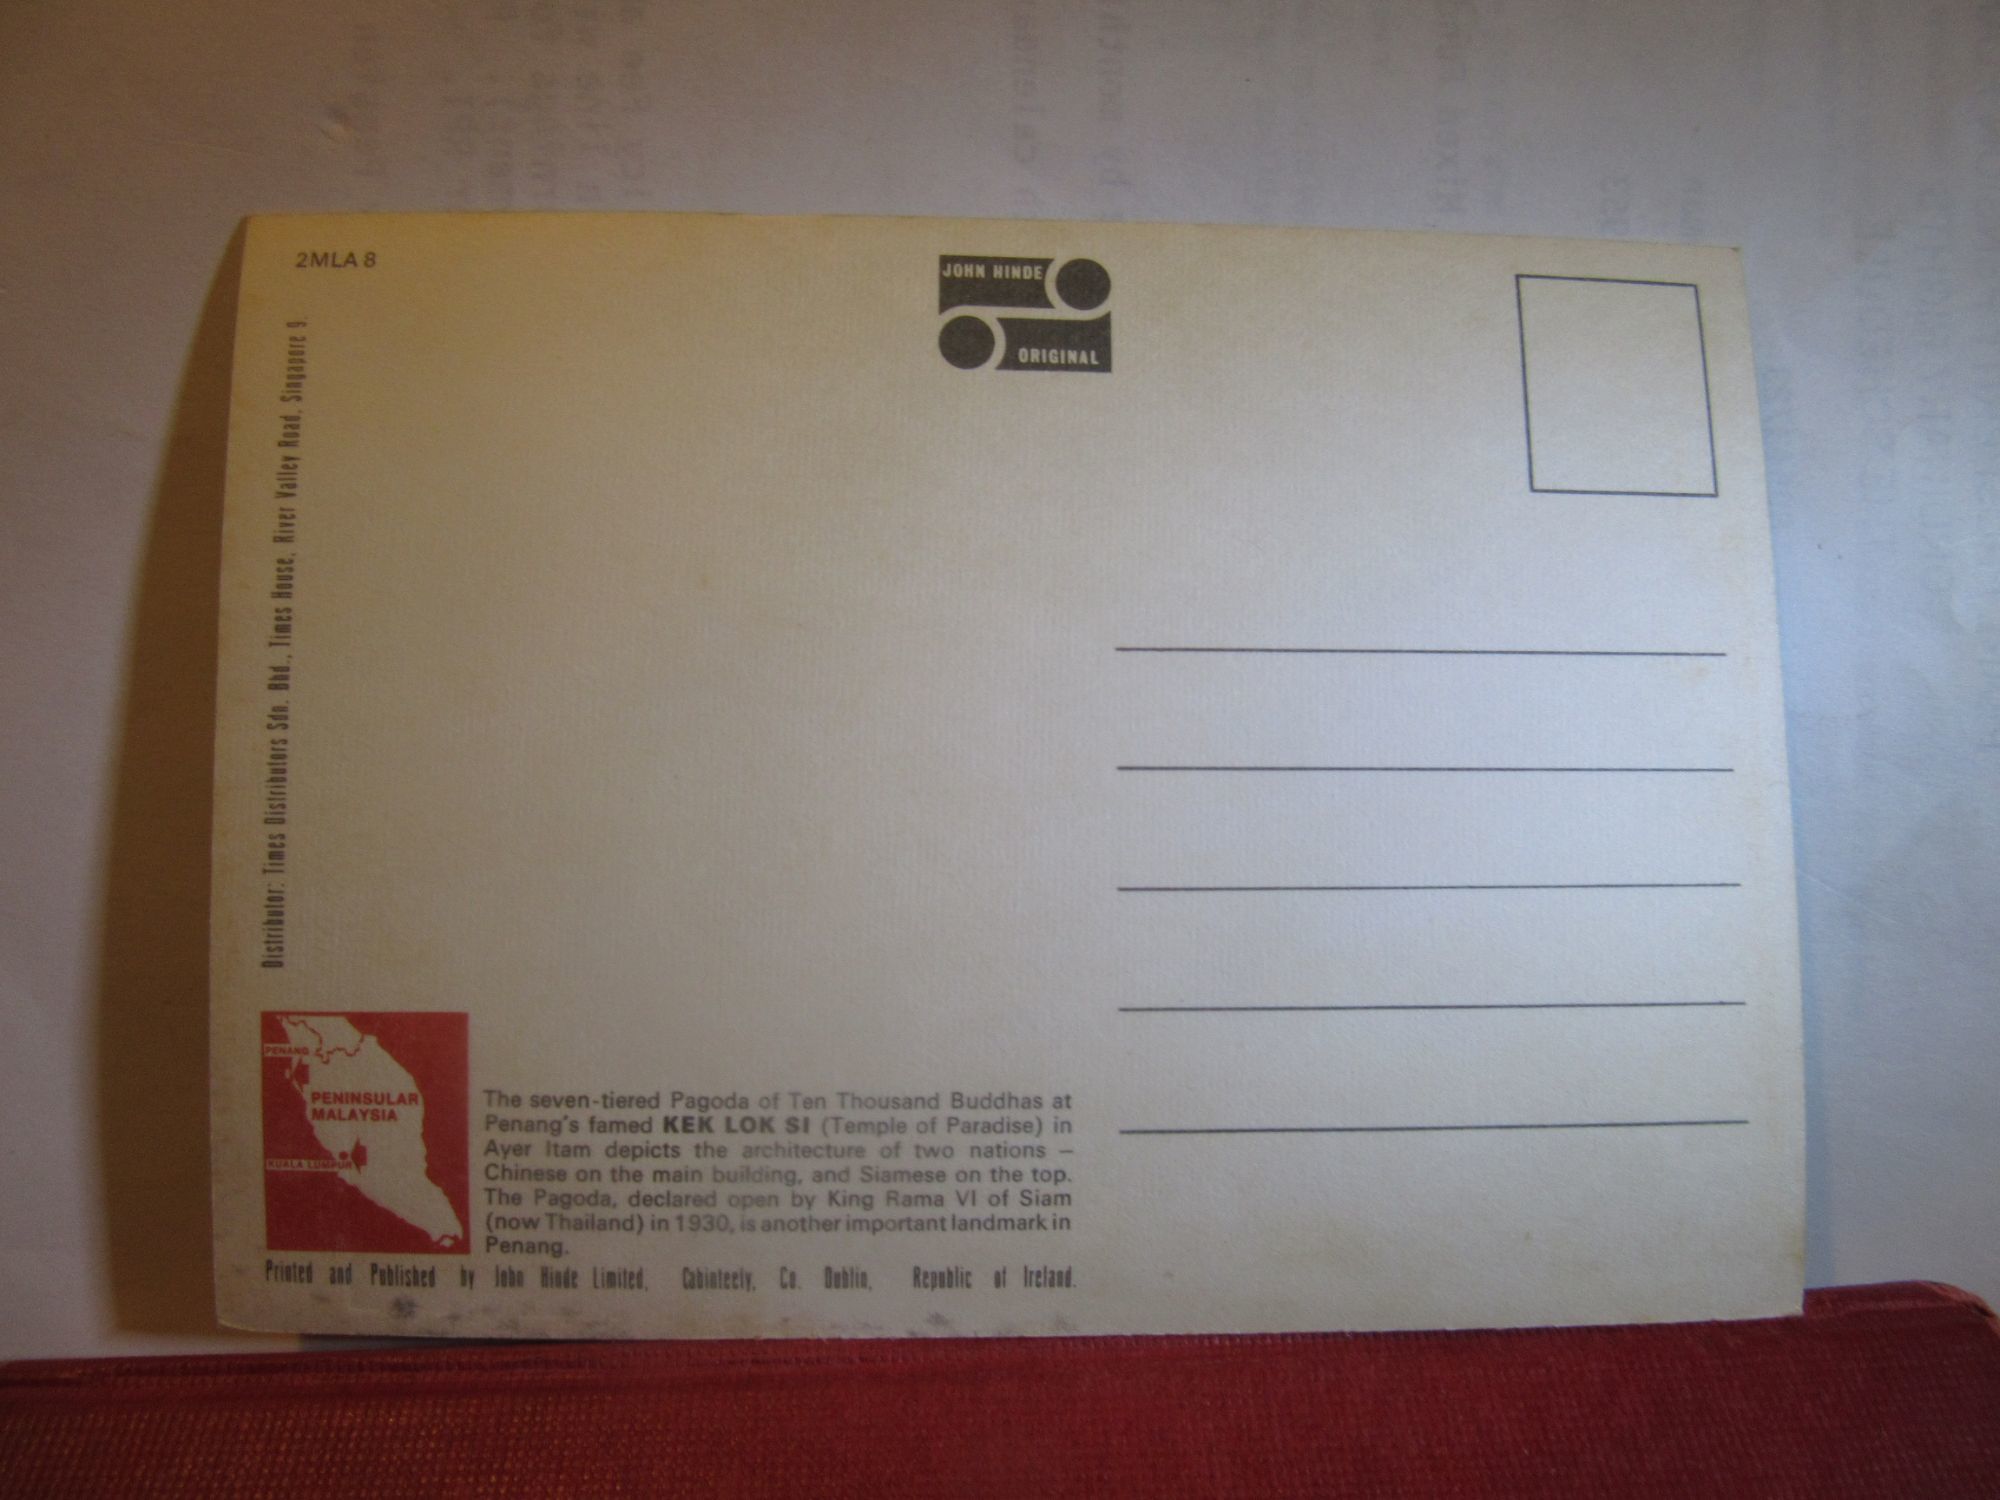 2MLA 8
JOHN HINDE
ORIGINAL
Distributor: Times Distributors Sdn. Bhd., Times House, River Valley Road, Singapore 9.
PENANG
PENINSULAR
MALAYSIA
KUALA LUMPUR
The seven-tiered Pagoda of Ten Thousand Buddhas at
Penang's famed KEK LOK SI (Temple of Paradise) in
Ayer Itam depicts the architecture of two nations —
Chinese on the main building, and Siamese on the top.
The Pagoda, declared open by King Rama VI of Siam
(now Thailand) in 1930, is another important landmark in
Penang.
Printed and Published by John Hinde Limited, Cabinteely, Co. Dublin, Republic of Ireland.